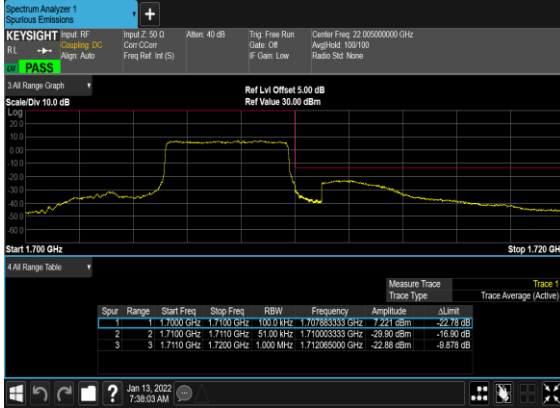 Spectrum Analyzer 1
Spurious Emissions
+
KEYSIGHT Input: RF Input Z: 50 Ω Atten: 40 dB Trig: Free Run Center Freq: 22.005000000 GHz
RL Coupling: DC Corr CCorr Gate: Off Avg|Hold: 100/100
Align: Auto Freq Ref: Int (S) IF Gain: Low Radio Std: None
LXI PASS
3 All Range Graph
Ref Lvl Offset 5.00 dB
Scale/Div 10.0 dB Ref Value 30.00 dBm
Log
20.0
10.0
0.00
-10.0
-20.0
-30.0
-40.0
-50.0
-60.0
Start 1.700 GHz Stop 1.720 GH
4 All Range Table
Measure Trace Trace 1
Trace Type Trace Average (Active)
Spur Range Start Freq Stop Freq RBW Frequency Amplitude ΔLimit
1 1 1.7000 GHz 1.7100 GHz 100.0 kHz 1.707883333 GHz 7.221 dBm -22.78 dB
2 2 1.7100 GHz 1.7110 GHz 51.00 kHz 1.710003333 GHz -29.90 dBm -16.90 dB
3 3 1.7110 GHz 1.7200 GHz 1.000 MHz 1.712065000 GHz -22.88 dBm -9.878 dB
? Jan 13, 2022
7:38:03 AM